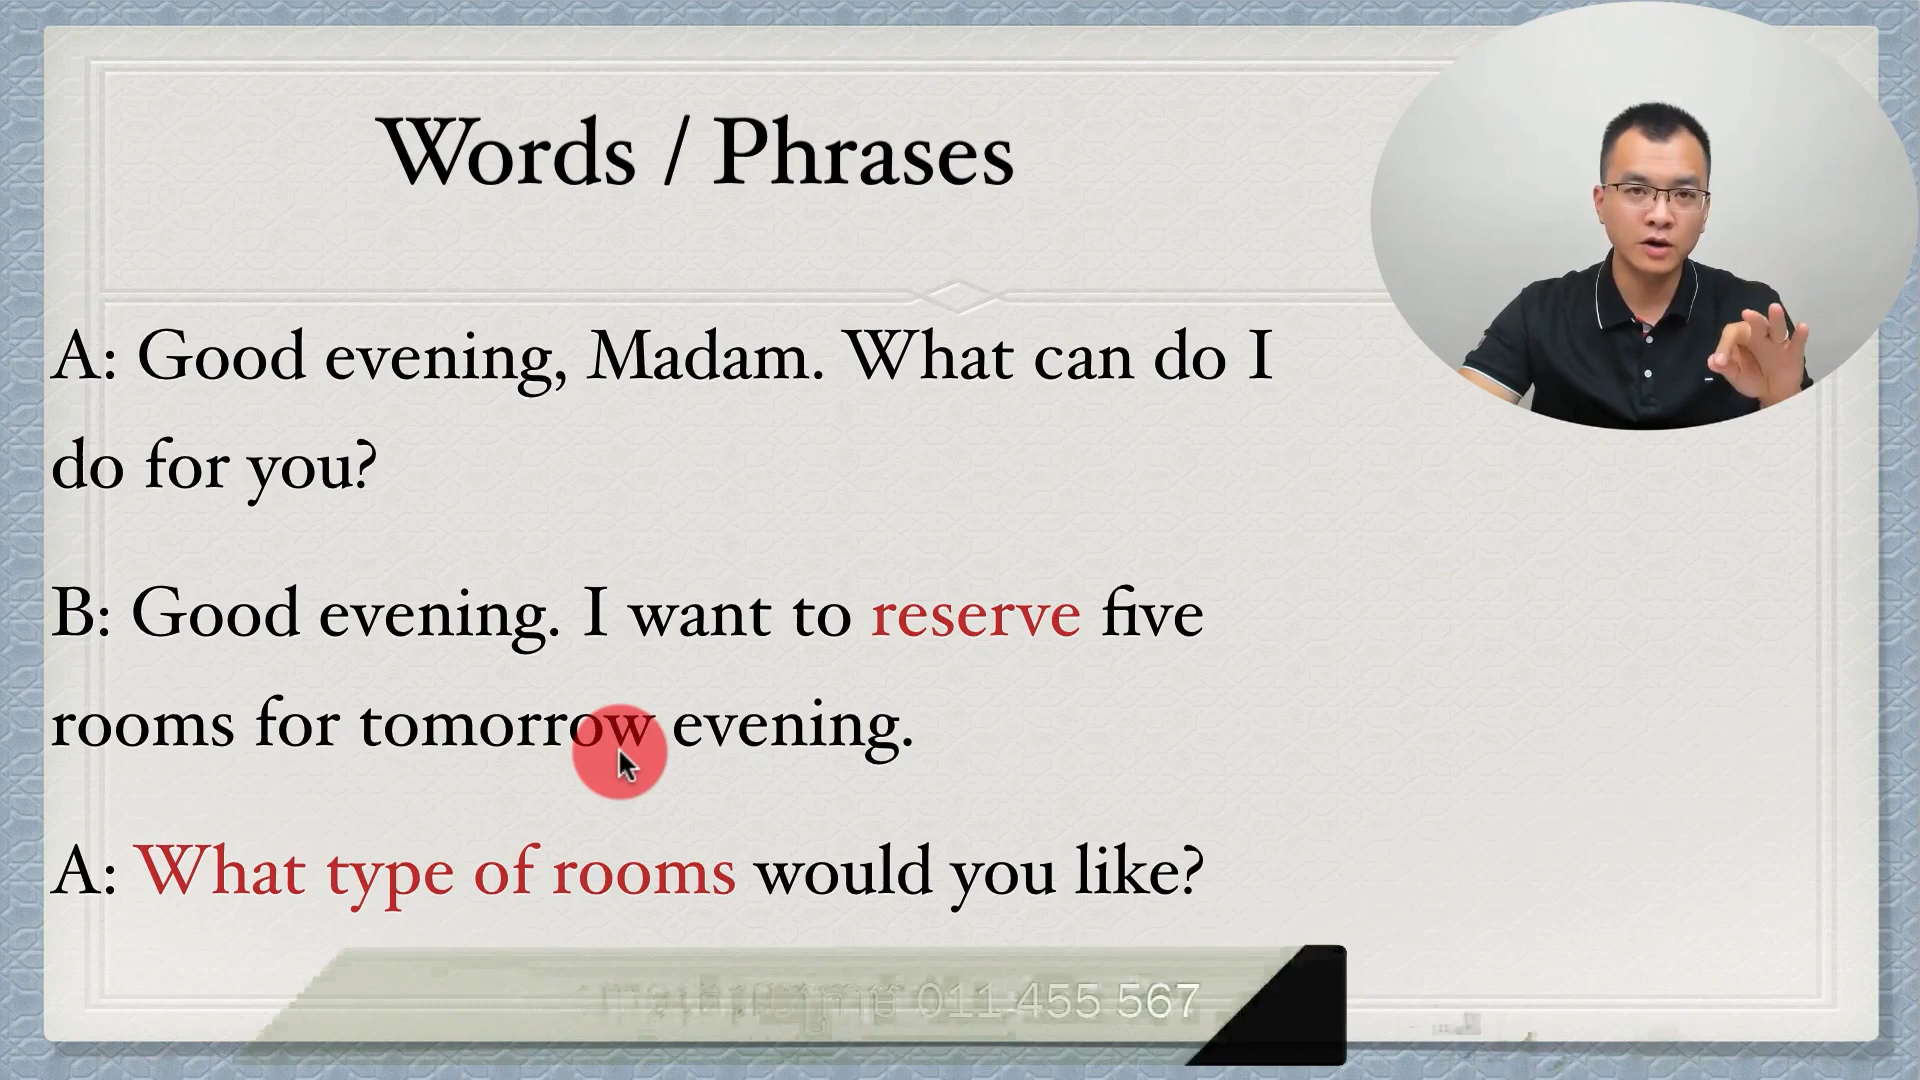 Words / Phrases
A: Good evening, Madam. What can do I
do for you?
B: Good evening. I want to reserve five
rooms for tomorrow evening.
A: What type of rooms would you like?
011 455 567